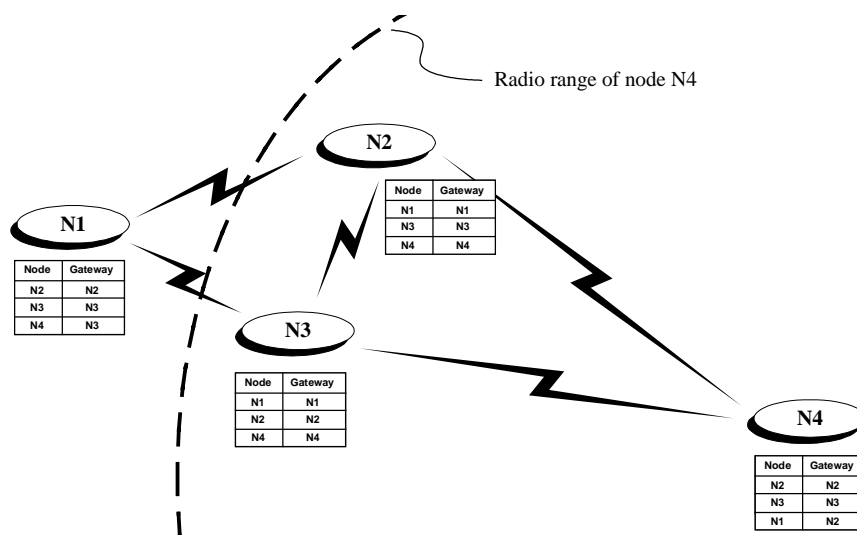 Radio range of node N4
N2
Node Gateway
N1 N1
N3 N3
N4 N4
N1
Node Gateway
N2 N2
N3 N3
N4 N3
N3
Node Gateway
N1 N1
N2 N2
N4 N4
N4
Node Gateway
N2 N2
N3 N3
N1 N2